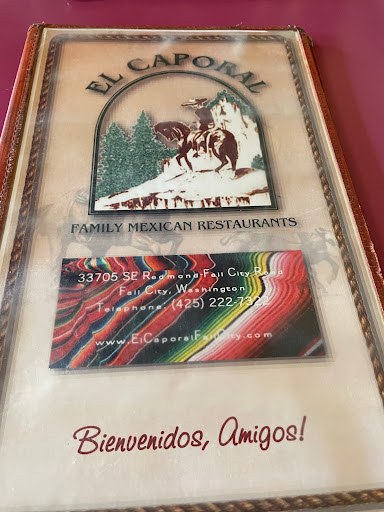 EL CAPORAL
FAMILY MEXICAN RESTAURANTS
33705 SE Redmond-Fall City Road
Fall City, Washington
Telephone, (425) 222-7322
www.ElCaporalFallCity.com
Bienvenidos, Amigos!